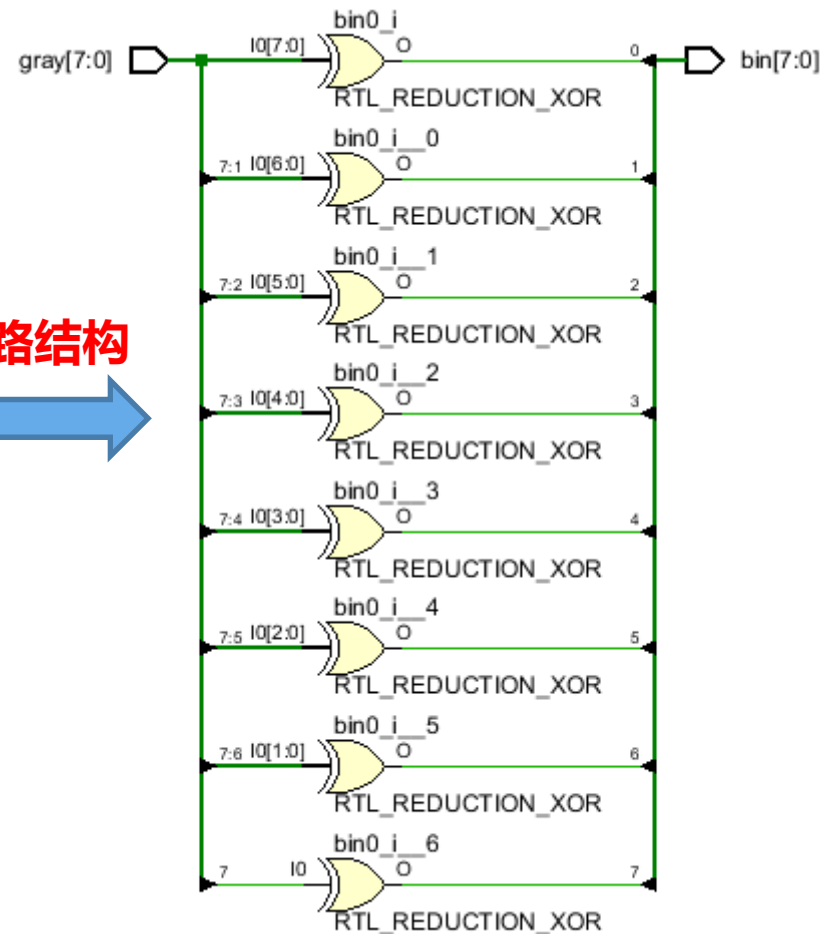 bin0_i
gray[7:0] I0[7:0] O 0 bin[7:0]
RTL_REDUCTION_XOR
bin0_i__0
7:1 I0[6:0] O 1
RTL_REDUCTION_XOR
bin0_i__1
7:2 I0[5:0] O 2
RTL_REDUCTION_XOR
路结构
bin0_i__2
7:3 I0[4:0] O 3
RTL_REDUCTION_XOR
bin0_i__3
7:4 I0[3:0] O 4
RTL_REDUCTION_XOR
bin0_i__4
7:5 I0[2:0] O 5
RTL_REDUCTION_XOR
bin0_i__5
7:6 I0[1:0] O 6
RTL_REDUCTION_XOR
bin0_i__6
7 I0 O 7
RTL_REDUCTION_XOR